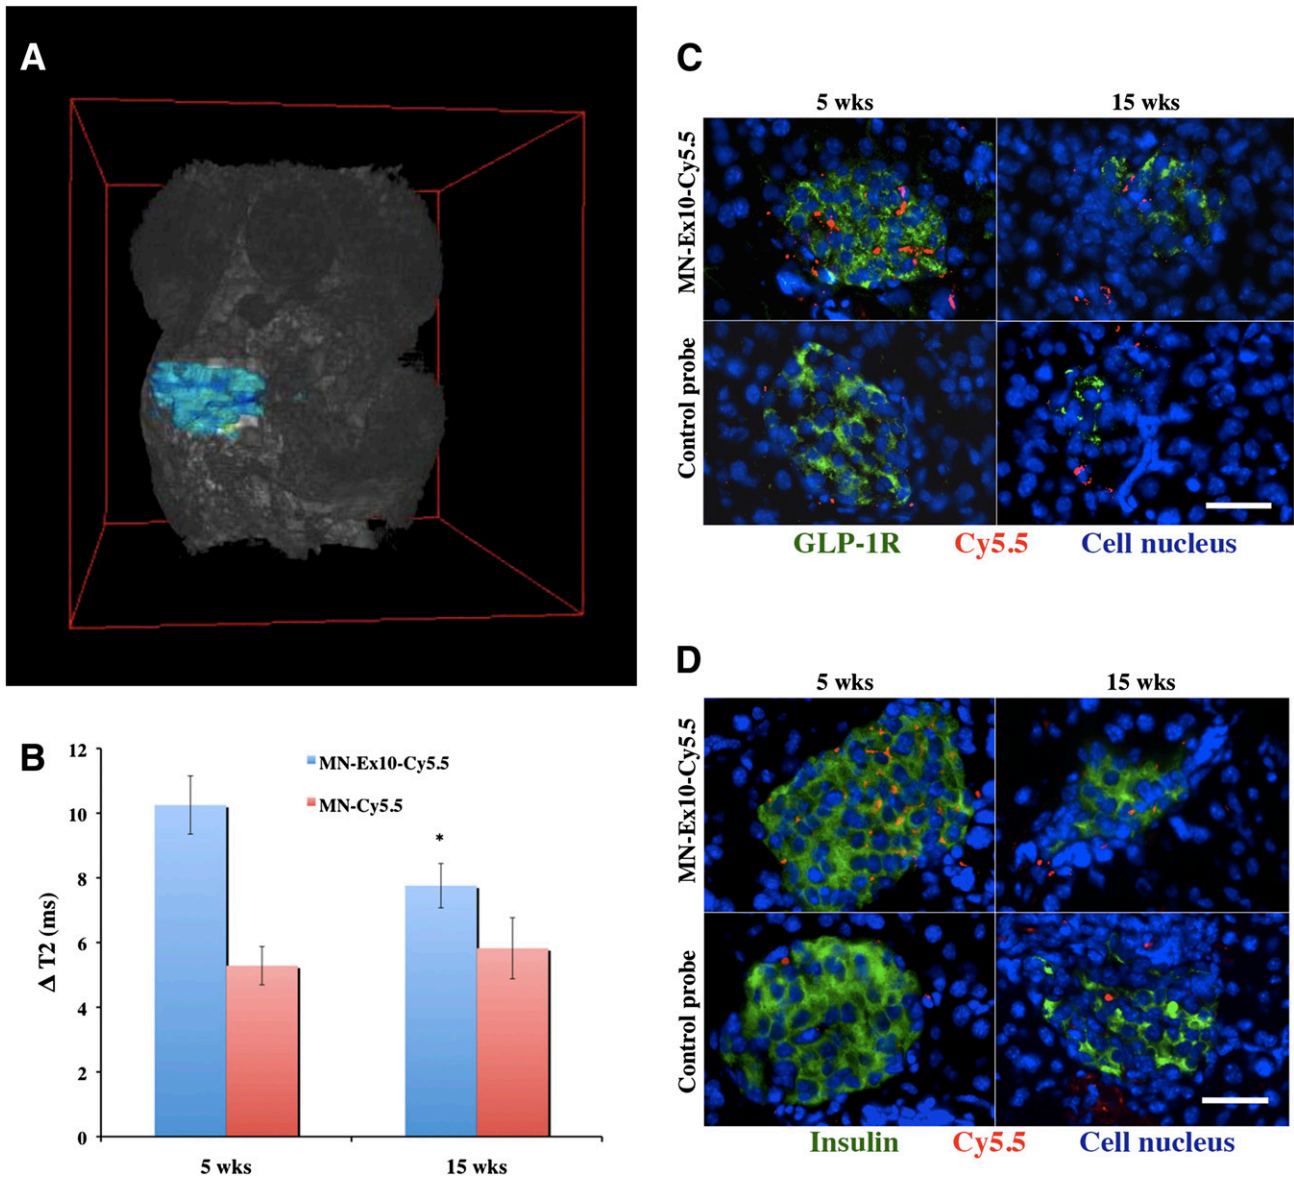 A
B
12
10
8
6
4
2
0
Δ T2 (ms)
MN-Ex10-Cy5.5
MN-Cy5.5
*
5 wks
15 wks
C
5 wks
15 wks
MN-Ex10-Cy5.5
Control probe
GLP-1R
Cy5.5
Cell nucleus
D
5 wks
15 wks
MN-Ex10-Cy5.5
Control probe
Insulin
Cy5.5
Cell nucleus